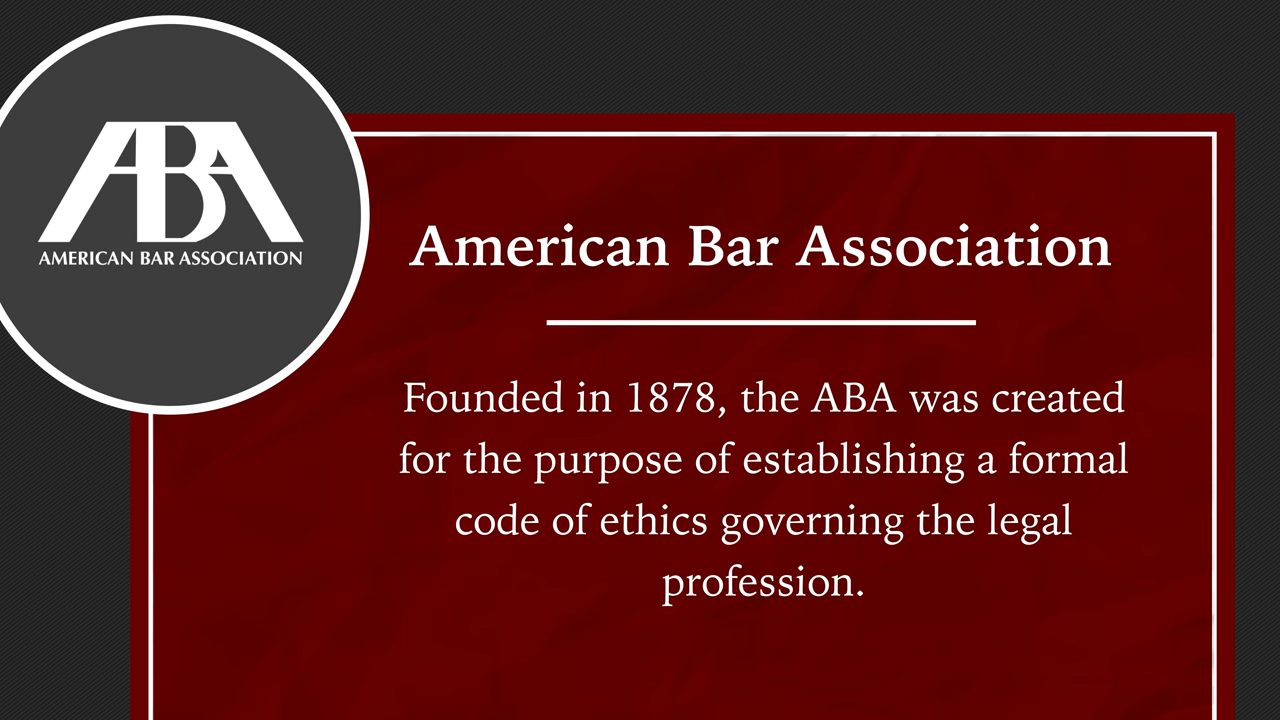 ABA
AMERICAN BAR ASSOCIATION
American Bar Association
Founded in 1878, the ABA was created
for the purpose of establishing a formal
code of ethics governing the legal
profession.